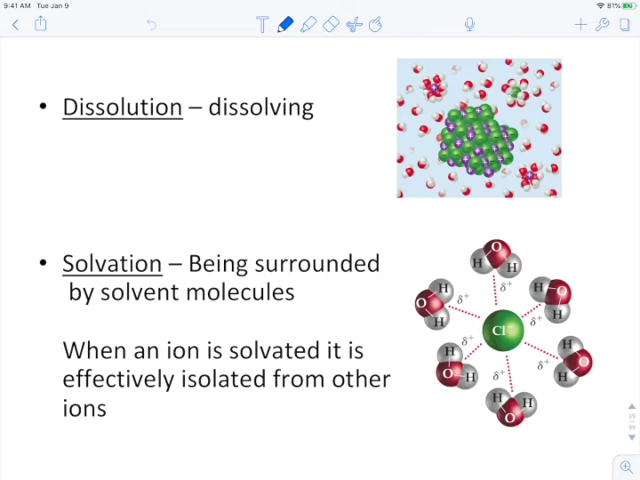 9:41 AM Tue Jan 9
81%
T
• Dissolution – dissolving
• Solvation – Being surrounded
by solvent molecules
When an ion is solvated it is
effectively isolated from other
ions
O
H H
H O
H
δ+
δ+
H
O
H
δ+
Cl⁻
δ+
H
O H
δ+
H
O
H
δ+
H H
O